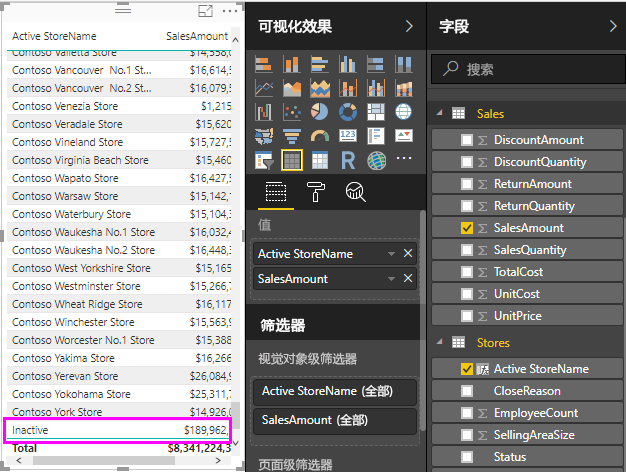 Active StoreName SalesAmount
Contoso Valletta Store $14,558,0
Contoso Vancouver No.1 St... $16,614,5
Contoso Vancouver No.2 St... $16,079,5
Contoso Venezia Store $1,215
Contoso Veradale Store $15,620
Contoso Vineland Store $15,727,5
Contoso Virginia Beach Store $15,460
Contoso Wapato Store $16,427,5
Contoso Warsaw Store $15,142,1
Contoso Waterbury Store $15,104,3
Contoso Waukesha No.1 Store $16,032,4
Contoso Waukesha No.2 Store $16,448,3
Contoso West Yorkshire Store $15,165
Contoso Westminster Store $15,266,7
Contoso Wheat Ridge Store $16,117
Contoso Winchester Store $15,563,9
Contoso Worcester No.1 Store $15,388
Contoso Yakima Store $16,266
Contoso Yerevan Store $26,084,9
Contoso Yokohama Store $25,311,7
Contoso York Store $14,926,0
Inactive $189,962,
Total $8,341,224,3
可视化效果
123
R
值
Active StoreName
SalesAmount
筛选器
视觉对象级筛选器
Active StoreName (全部)
SalesAmount (全部)
页面级筛选器
字段
搜索
Sales
DiscountAmount
DiscountQuantity
ReturnAmount
ReturnQuantity
SalesAmount
SalesQuantity
TotalCost
UnitCost
UnitPrice
Stores
Active StoreName
CloseReason
EmployeeCount
SellingAreaSize
Status